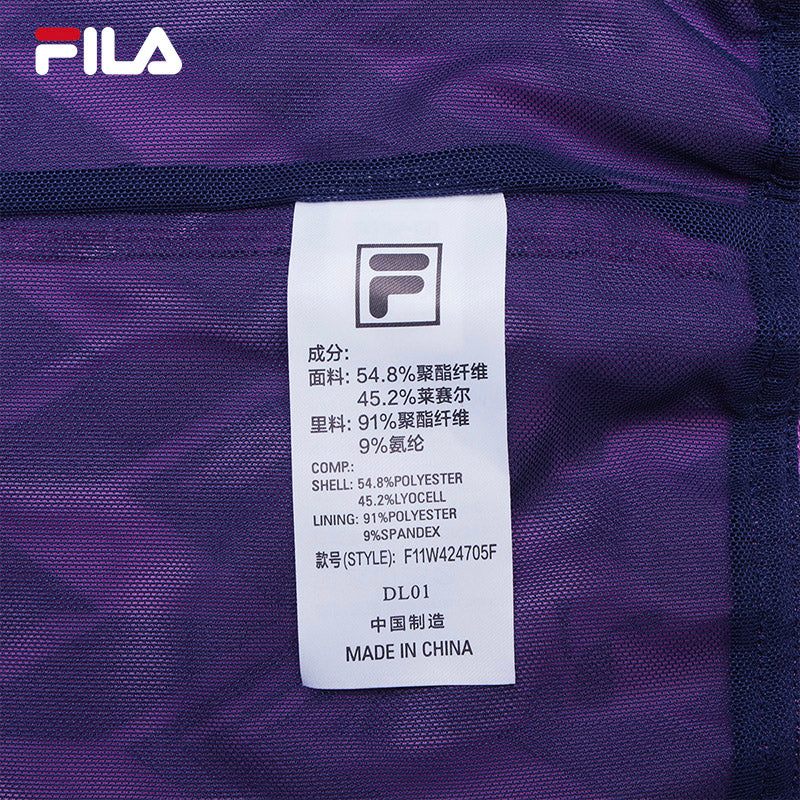 FILA
F
成分:
面料: 54.8%聚酯纤维
45.2%莱赛尔
里料: 91%聚酯纤维
9%氨纶
COMP.:
SHELL: 54.8%POLYESTER
45.2%LYOCELL
LINING: 91%POLYESTER
9%SPANDEX
款号(STYLE): F11W424705F
DL01
中国制造
MADE IN CHINA